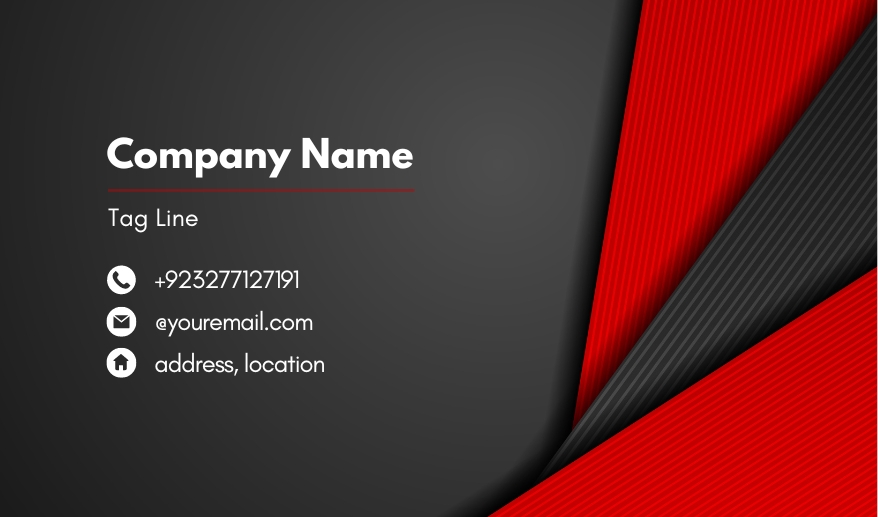 Company Name
Tag Line
+923277127191
@youremail.com
address, location